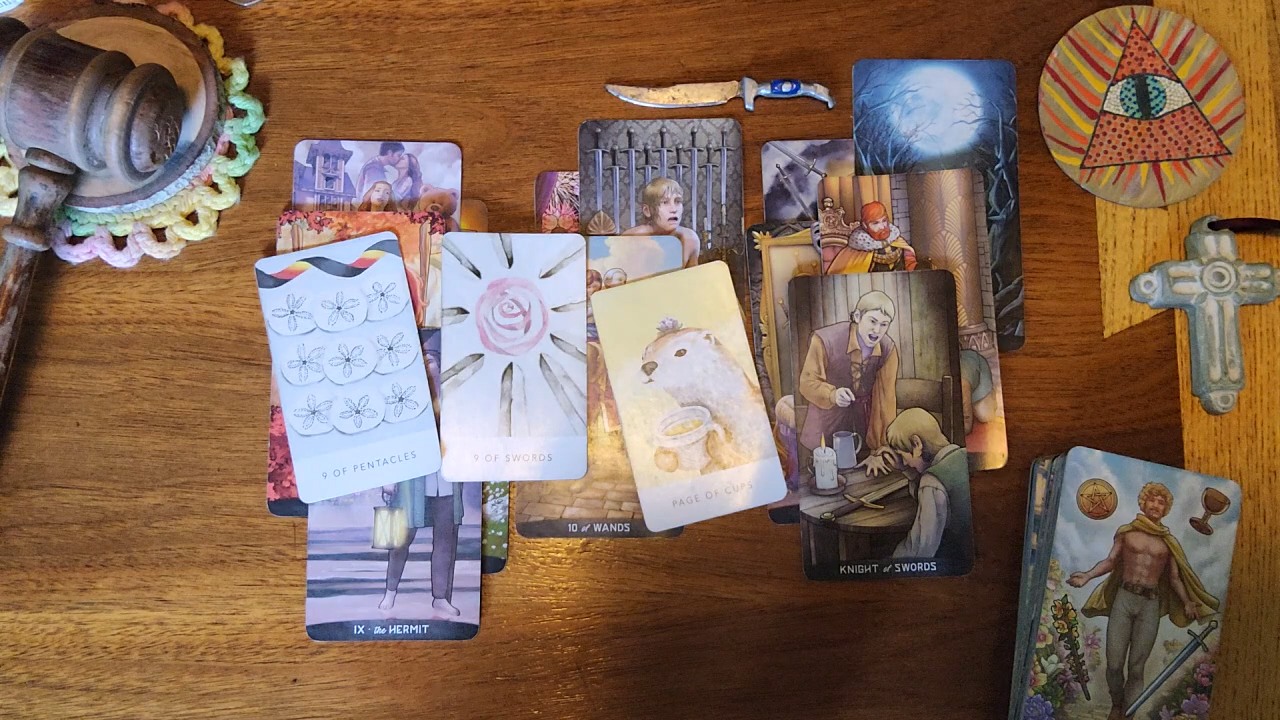 9 OF PENTACLES
9 OF SWORDS
PAGE OF CUPS
10 of WANDS
KNIGHT of SWORDS
IX · the HERMIT